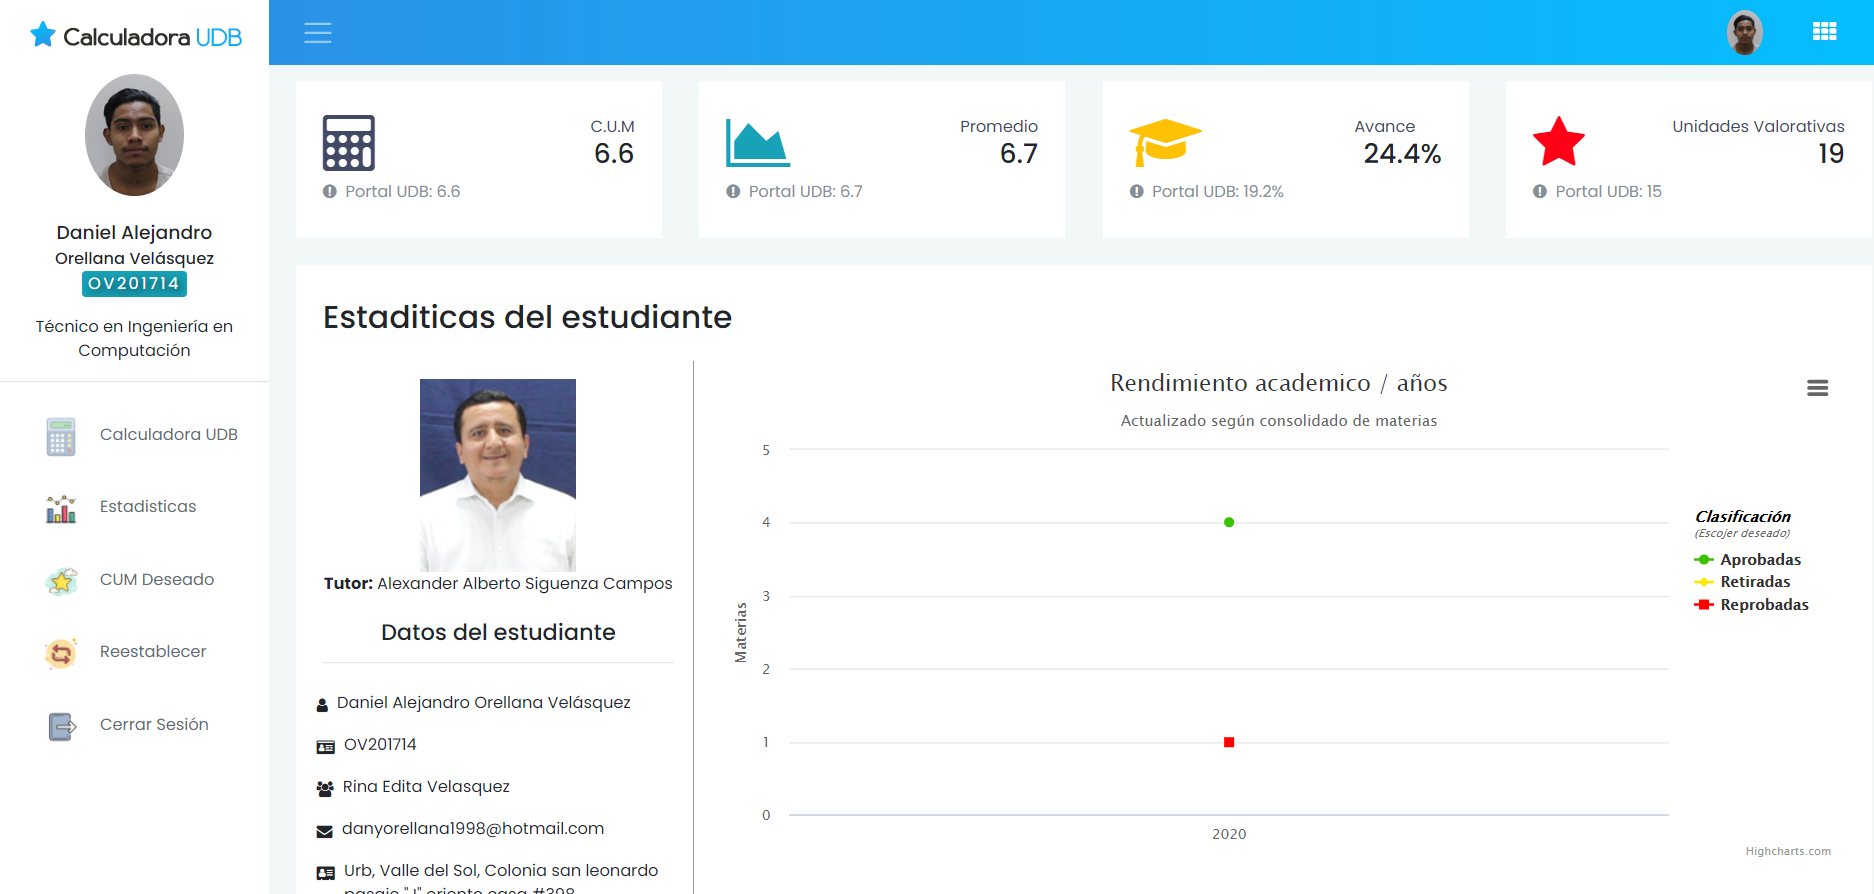 Calculadora UDB
Daniel Alejandro
Orellana Velásquez
OV201714
Técnico en Ingeniería en
Computación
Calculadora UDB
Estadisticas
CUM Deseado
Reestablecer
Cerrar Sesión
C.U.M
6.6
Portal UDB: 6.6
Promedio
6.7
Portal UDB: 6.7
Avance
24.4%
Portal UDB: 19.2%
Unidades Valorativas
19
Portal UDB: 15
Estaditicas del estudiante
Tutor: Alexander Alberto Siguenza Campos
Datos del estudiante
Daniel Alejandro Orellana Velásquez
OV201714
Rina Edita Velasquez
danyorellana1998@hotmail.com
Urb, Valle del Sol, Colonia san leonardo
pasaje "J" oriente casa #398
Rendimiento academico / años
Actualizado según consolidado de materias
5
4
3
2
1
0
Materias
2020
Clasificación
(Escojer deseado)
Aprobadas
Retiradas
Reprobadas
Highcharts.com